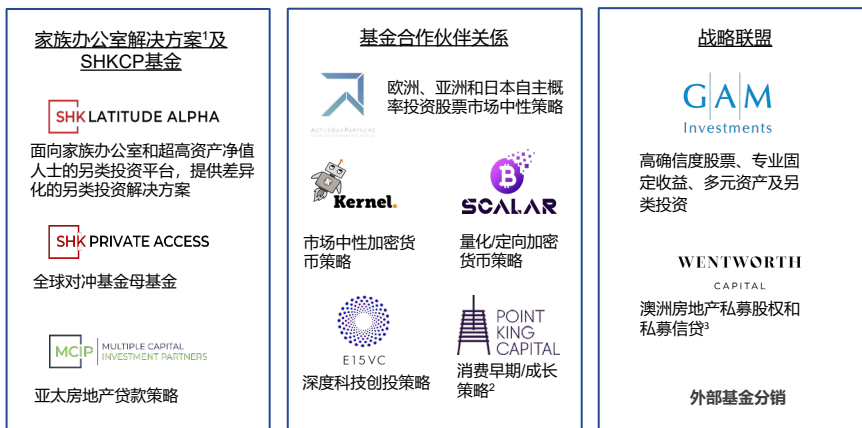 家族办公室解决方案¹及
SHKCP基金
SHK LATITUDE ALPHA
面向家族办公室和超高资产净值
人士的另类投资平台，提供差异
化的另类投资解决方案
SHK PRIVATE ACCESS
全球对冲基金母基金
MCIP MULTIPLE CAPITAL
INVESTMENT PARTNERS
亚太房地产贷款策略
基金合作伙伴关係
ACTUSRAYPARTNERS
欧洲、亚洲和日本自主概
率投资股票市场中性策略
Kernel.
市场中性加密货
币策略
SCALAR
量化/定向加密
货币策略
E15VC
深度科技创投策略
POINT
KING
CAPITAL
消费早期/成长
策略²
战略联盟
GAM
Investments
高确信度股票、专业固
定收益、多元资产及另
类投资
WENTWORTH
CAPITAL
澳洲房地产私募股权和
私募信贷³
外部基金分销